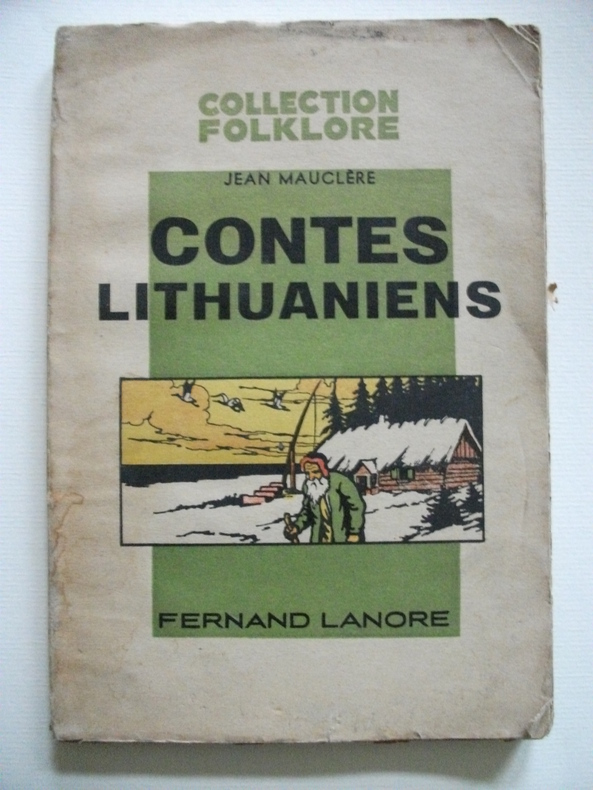 COLLECTION
FOLKLORE
JEAN MAUCLÈRE
CONTES
LITHUANIENS
FERNAND LANORE